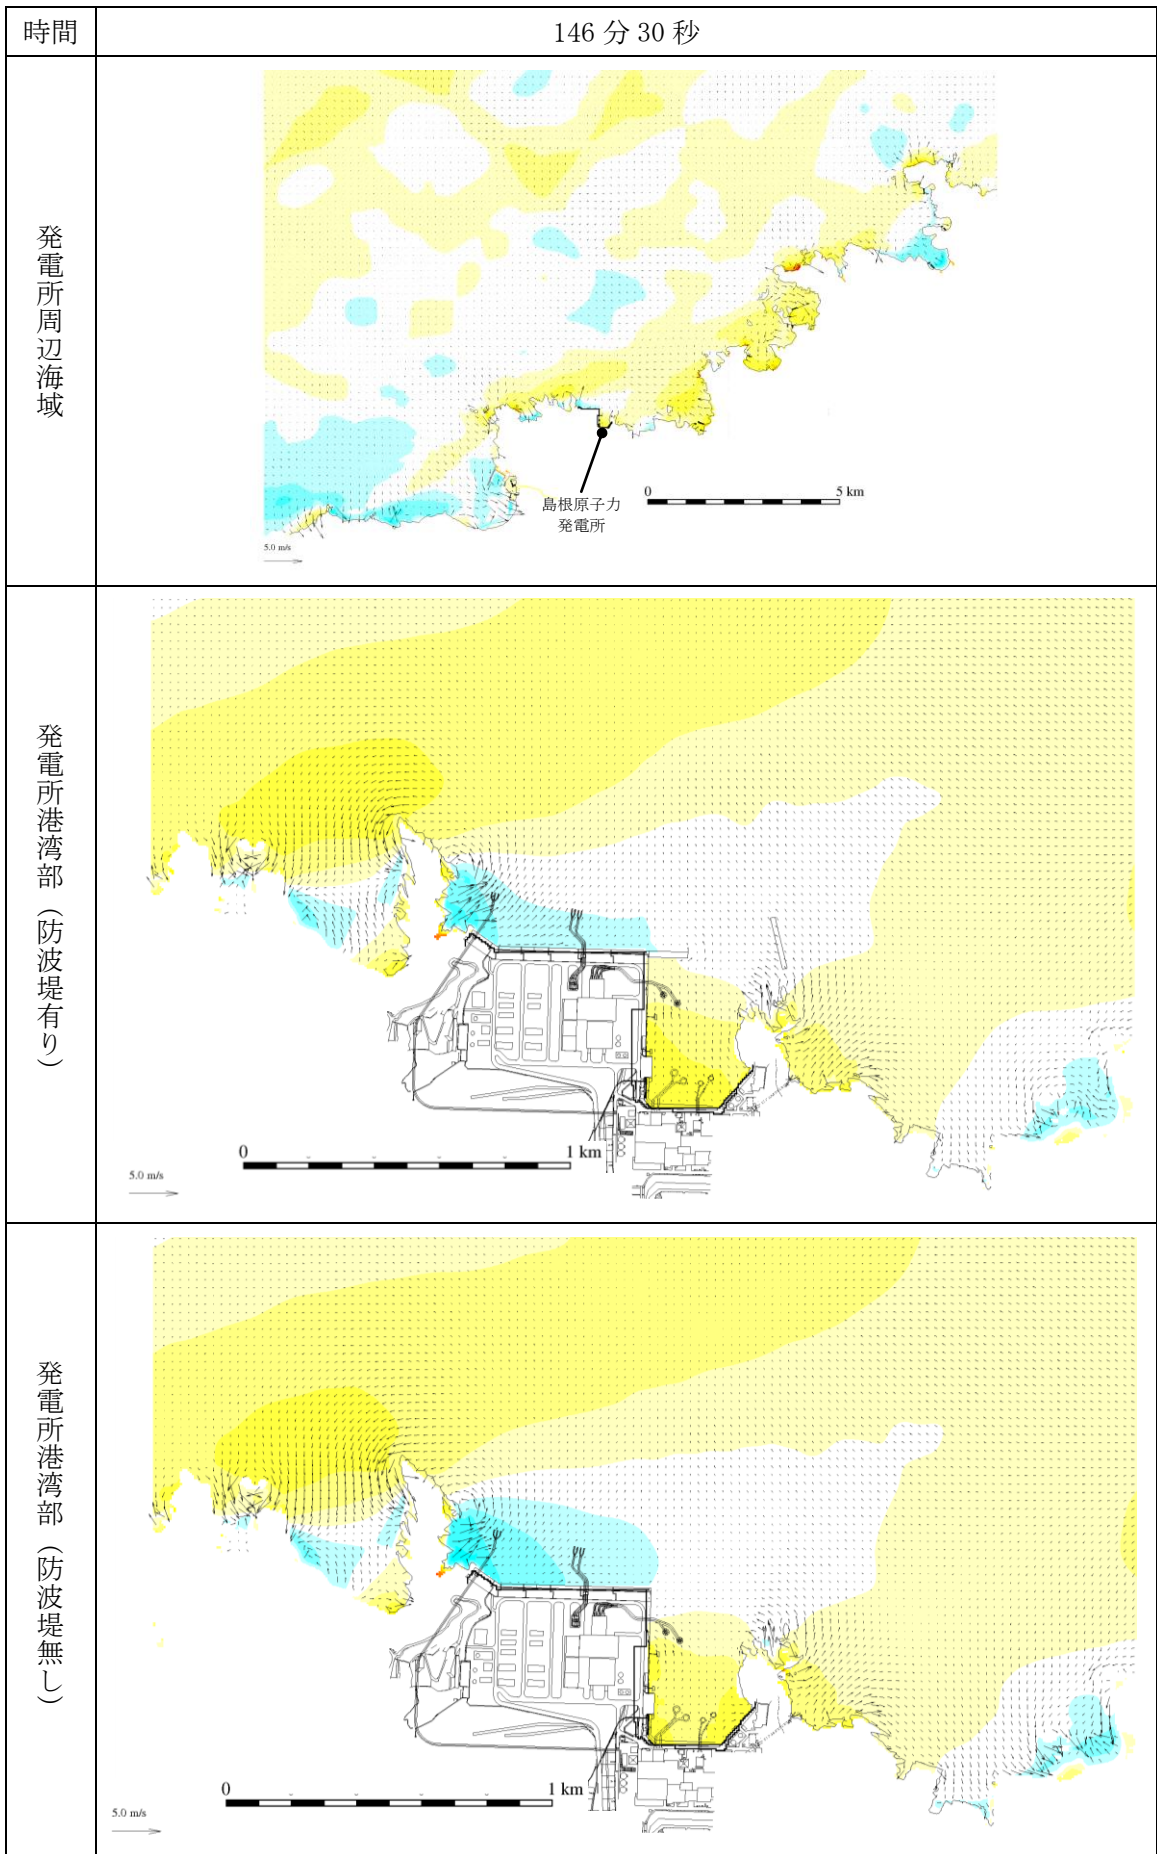 時間
146 分 30 秒
発電所周辺海域
島根原子力
発電所
0
5 km
5.0 m/s
発電所港湾部（防波堤有り）
0
1 km
5.0 m/s
発電所港湾部（防波堤無し）
0
1 km
5.0 m/s